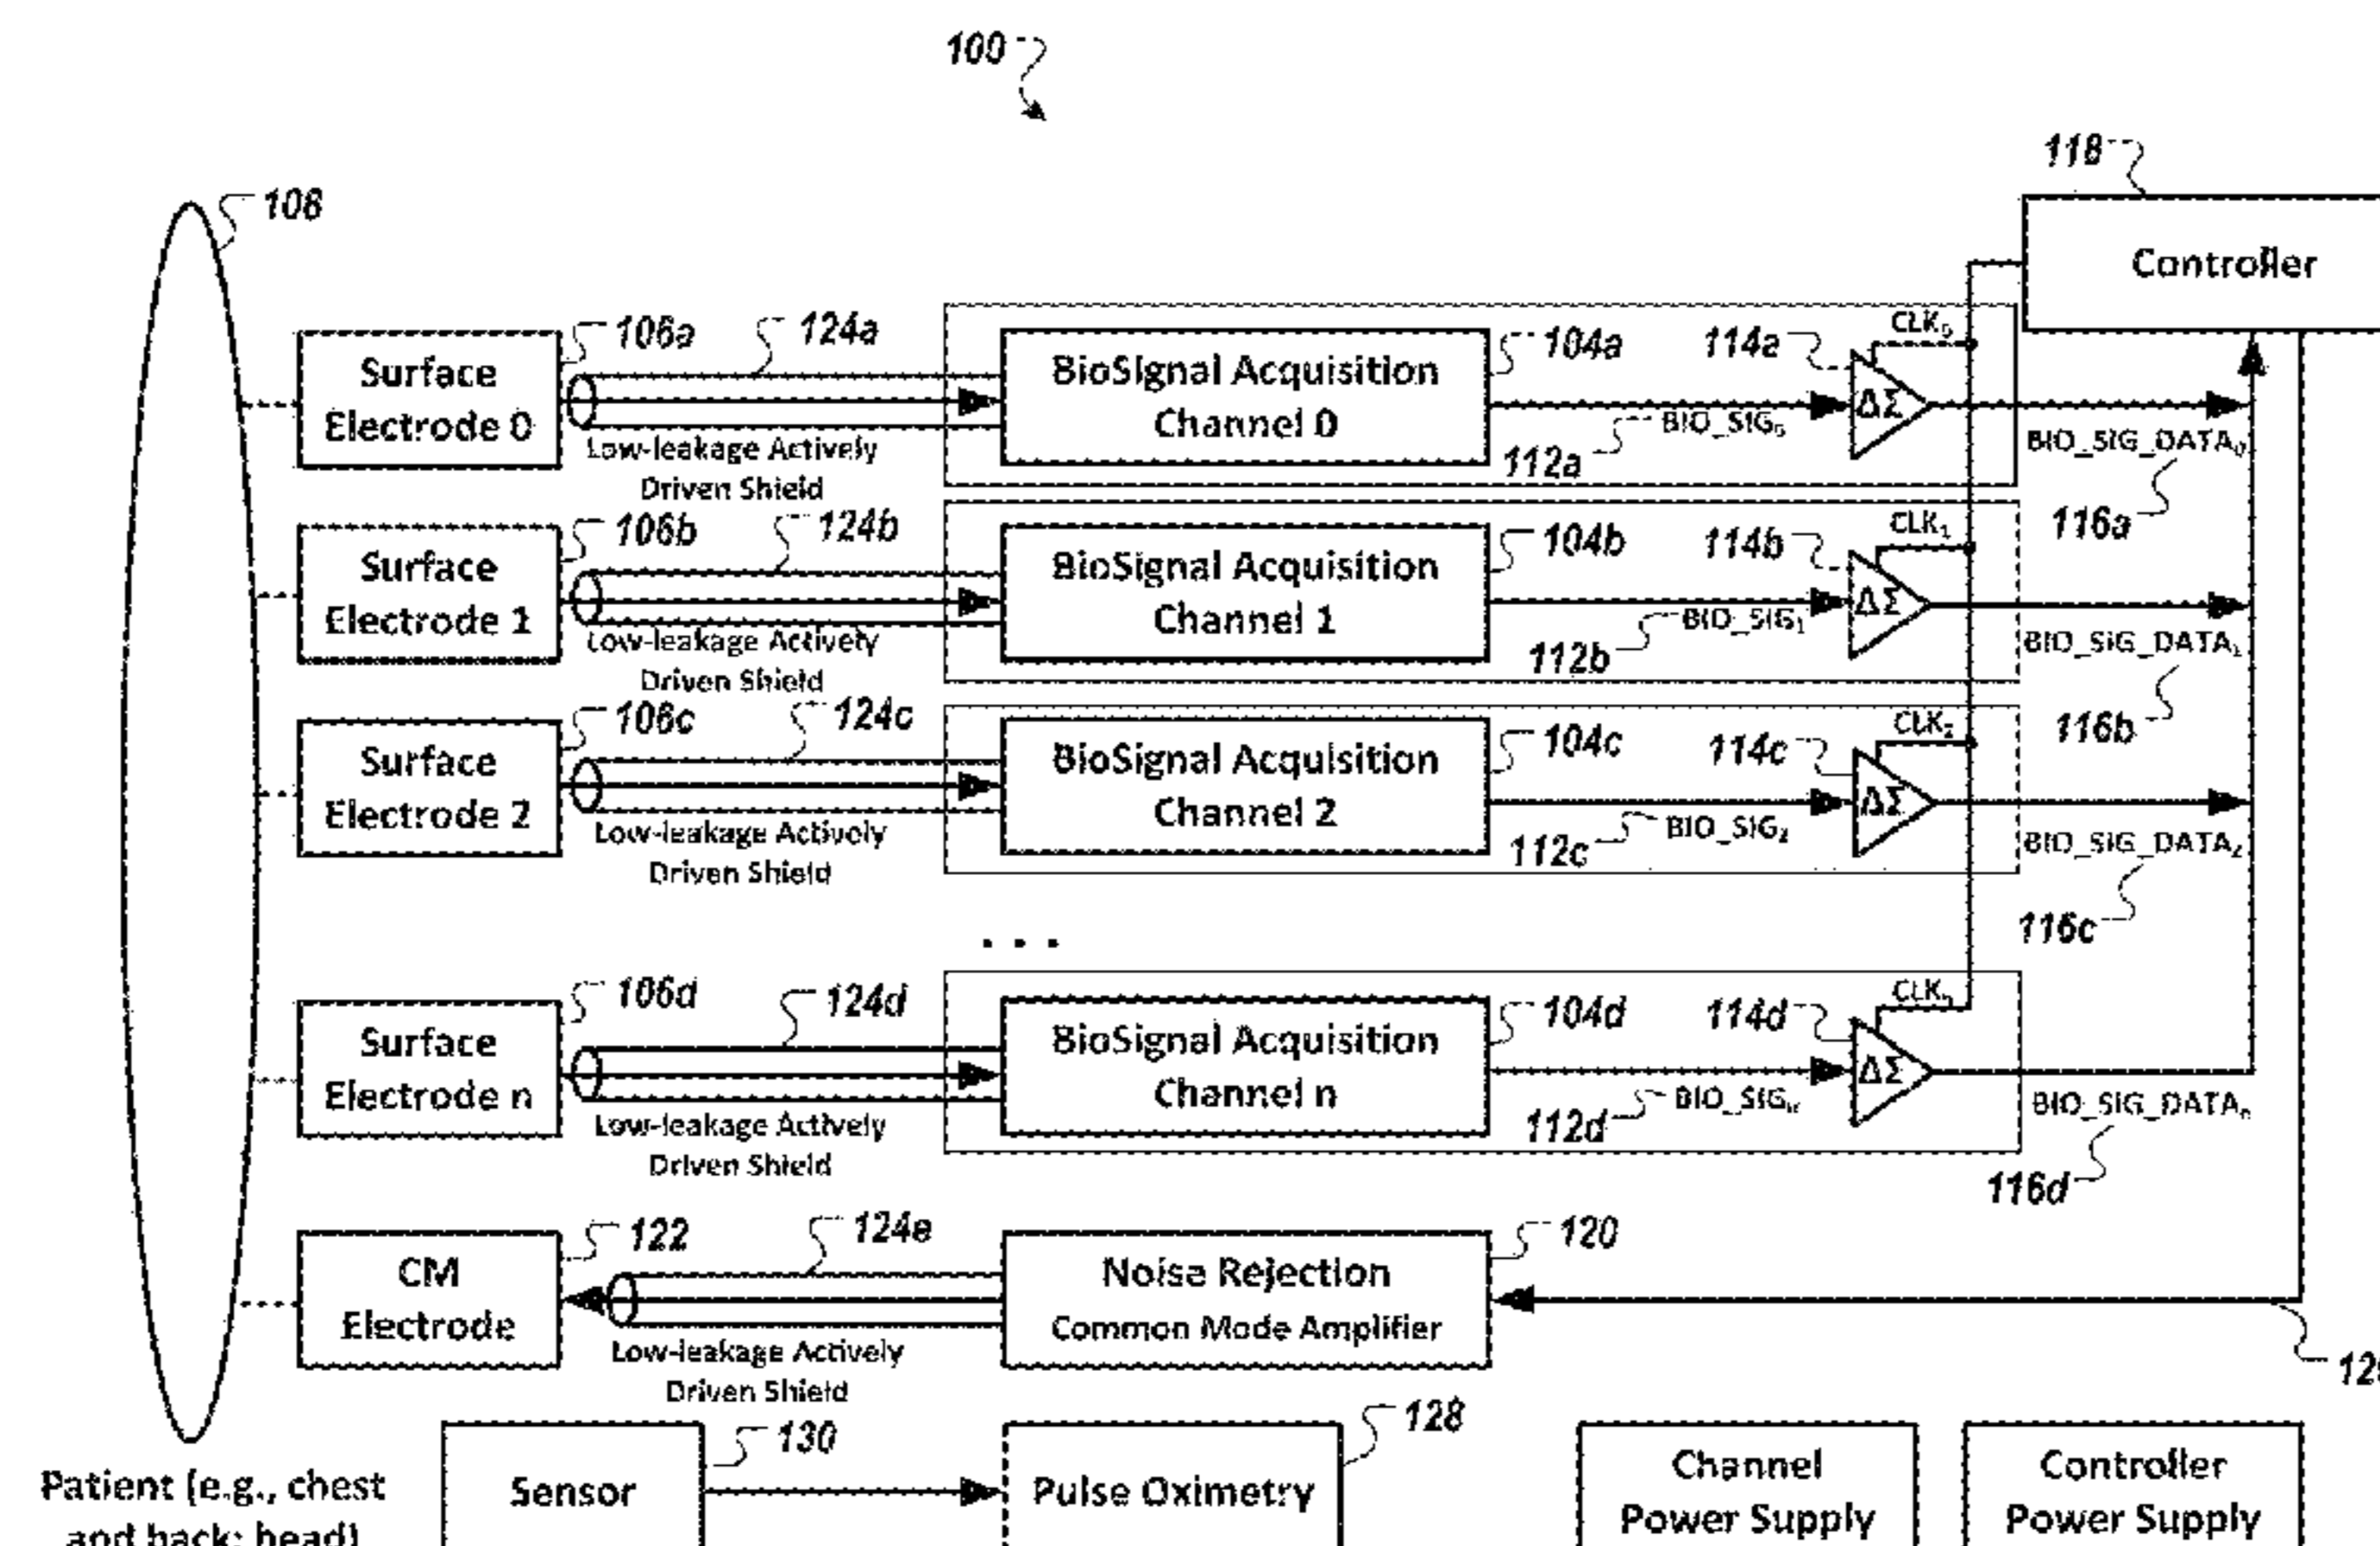 100
118
108
Controller
106a
124a
CLK₀
Surface
Electrode 0
BioSignal Acquisition
Channel 0
104a
114a
ΔΣ
BIO_SIG₀
112a
BIO_SIG_DATA₀
116a
Low-leakage Actively
Driven Shield
106b
124b
CLK₁
Surface
Electrode 1
BioSignal Acquisition
Channel 1
104b
114b
ΔΣ
BIO_SIG₁
112b
BIO_SIG_DATA₁
116b
Low-leakage Actively
Driven Shield
106c
124c
CLK₂
Surface
Electrode 2
BioSignal Acquisition
Channel 2
104c
114c
ΔΣ
BIO_SIG₂
112c
BIO_SIG_DATA₂
116c
Low-leakage Actively
Driven Shield
. . .
106d
124d
CLKₙ
Surface
Electrode n
BioSignal Acquisition
Channel n
104d
114d
ΔΣ
BIO_SIGₙ
112d
BIO_SIG_DATAₙ
116d
Low-leakage Actively
Driven Shield
122
124e
120
CM
Electrode
Noise Rejection
Common Mode Amplifier
Low-leakage Actively
Driven Shield
130
128
Patient (e.g., chest
and back; head)
Sensor
Pulse Oximetry
Channel
Power Supply
Controller
Power Supply